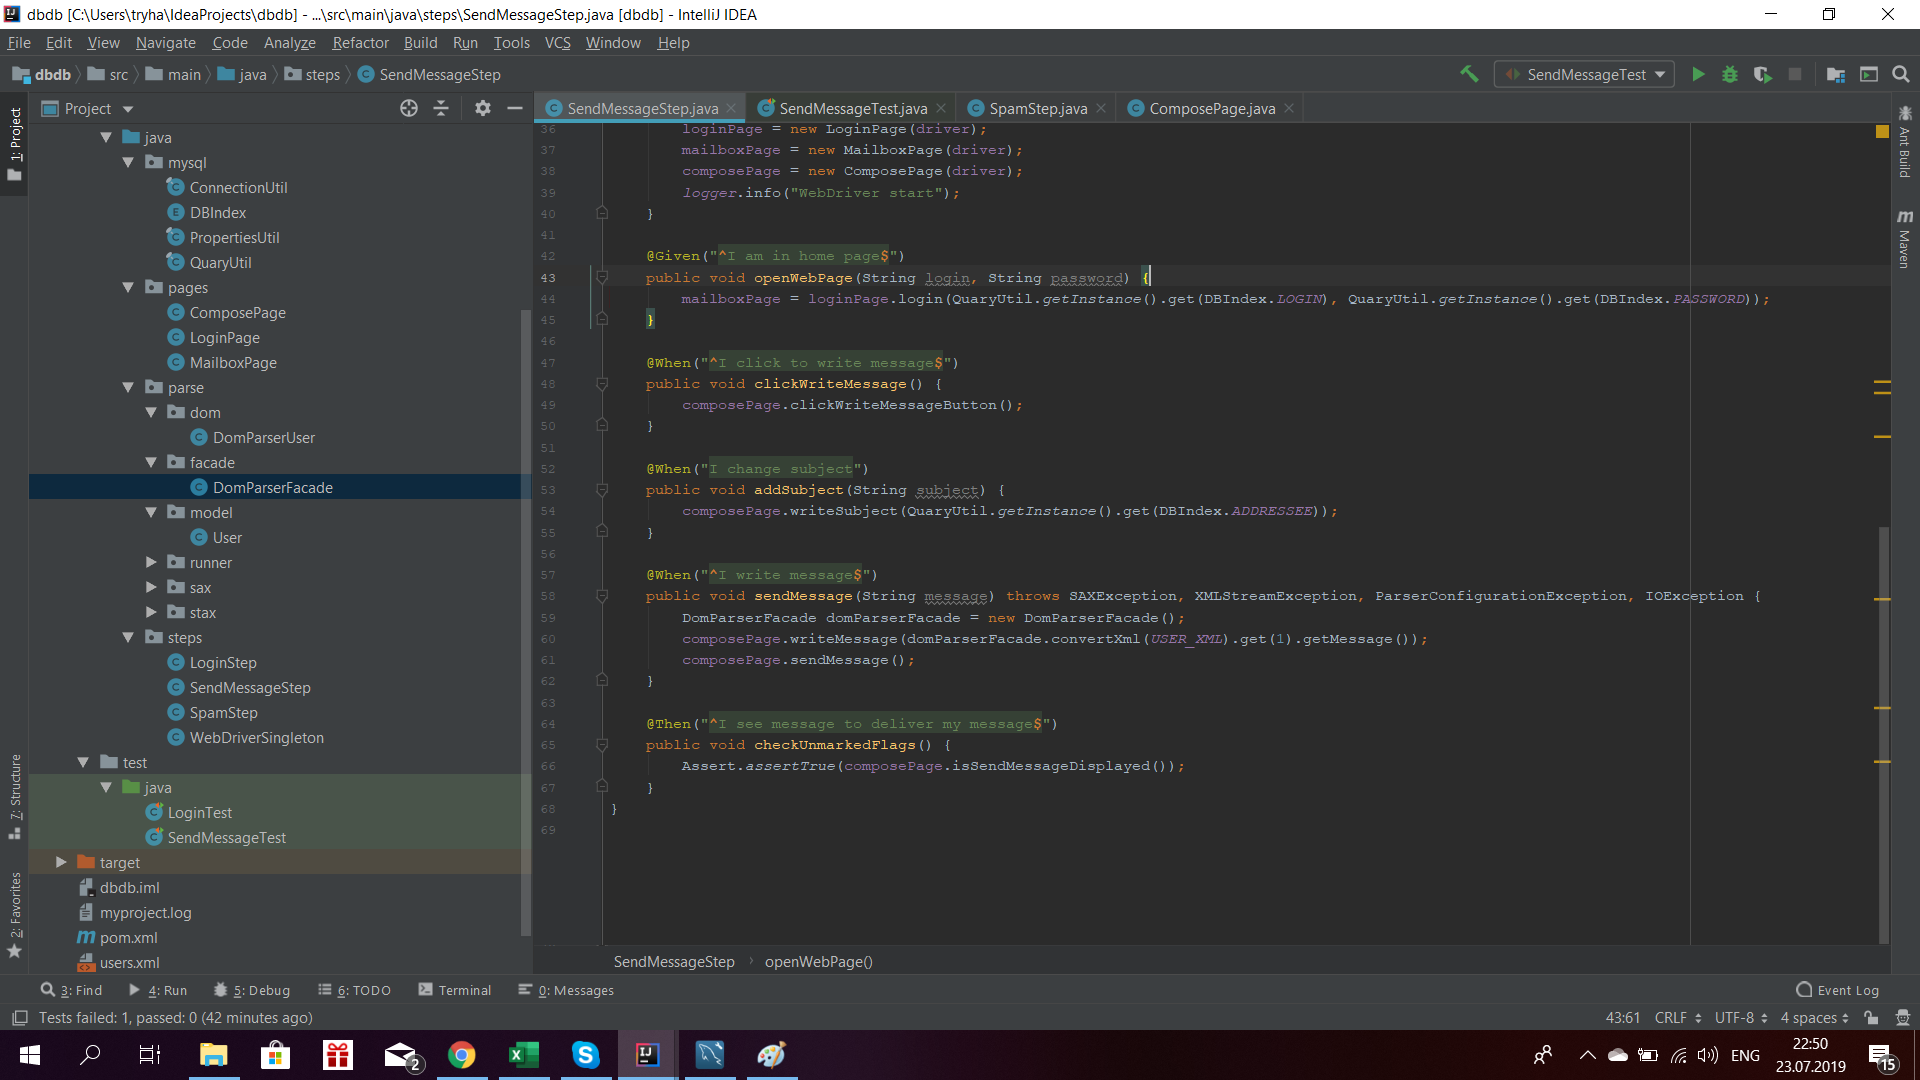 dbdb [C:\Users\tryha\IdeaProjects\dbdb] - ...\src\main\java\steps\SendMessageStep.java [dbdb] - IntelliJ IDEA
File Edit View Navigate Code Analyze Refactor Build Run Tools VCS Window Help
dbdb src main java steps SendMessageStep SendMessageTest
Project SendMessageStep.java SendMessageTest.java SpamStep.java ComposePage.java
1: Project
7: Structure
2: Favorites
java
mysql
ConnectionUtil
DBIndex
PropertiesUtil
QuaryUtil
pages
ComposePage
LoginPage
MailboxPage
parse
dom
DomParserUser
facade
DomParserFacade
model
User
runner
sax
stax
steps
LoginStep
SendMessageStep
SpamStep
WebDriverSingleton
test
java
LoginTest
SendMessageTest
target
dbdb.iml
myproject.log
pom.xml
users.xml
36 loginPage = new LoginPage(driver);
37 mailboxPage = new MailboxPage(driver);
38 composePage = new ComposePage(driver);
39 logger.info("WebDriver start");
40 }
41
42 @Given("^I am in home page$")
43 public void openWebPage(String login, String password) {
44 mailboxPage = loginPage.login(QuaryUtil.getInstance().get(DBIndex.LOGIN), QuaryUtil.getInstance().get(DBIndex.PASSWORD));
45 }
46
47 @When("^I click to write message$")
48 public void clickWriteMessage() {
49 composePage.clickWriteMessageButton();
50 }
51
52 @When("I change subject")
53 public void addSubject(String subject) {
54 composePage.writeSubject(QuaryUtil.getInstance().get(DBIndex.ADDRESSEE));
55 }
56
57 @When("^I write message$")
58 public void sendMessage(String message) throws SAXException, XMLStreamException, ParserConfigurationException, IOException {
59 DomParserFacade domParserFacade = new DomParserFacade();
60 composePage.writeMessage(domParserFacade.convertXml(USER_XML).get(1).getMessage());
61 composePage.sendMessage();
62 }
63
64 @Then("^I see message to deliver my message$")
65 public void checkUnmarkedFlags() {
66 Assert.assertTrue(composePage.isSendMessageDisplayed());
67 }
68 }
69
Ant Build
Maven
SendMessageStep openWebPage()
3: Find 4: Run 5: Debug 6: TODO Terminal 0: Messages Event Log
Tests failed: 1, passed: 0 (42 minutes ago) 43:61 CRLF UTF-8 4 spaces
2 ENG 22:50
23.07.2019 15